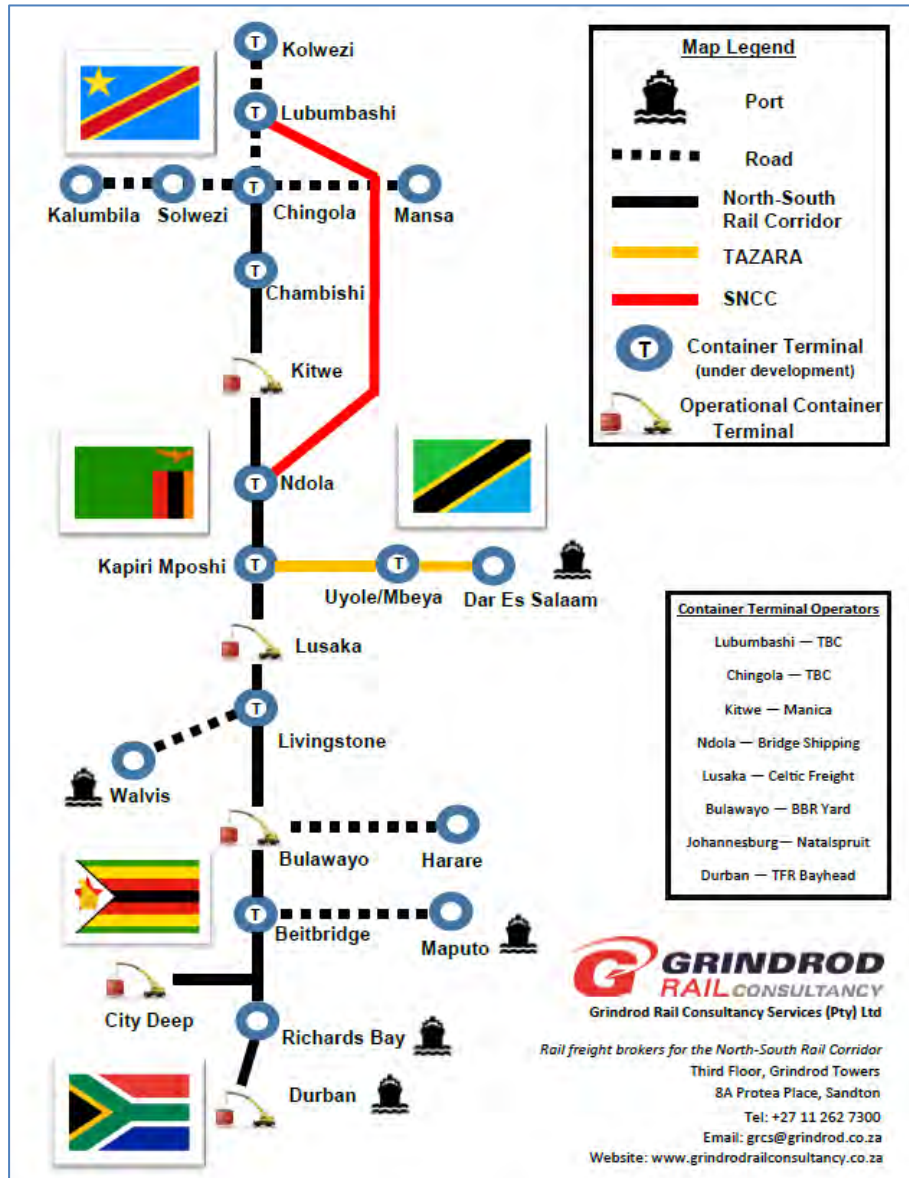 Kolwezi
Lubumbashi
Kalumbila
Solwezi
Chingola
Mansa
Chambishi
Kitwe
Ndola
Kapiri Mposhi
Uyole/Mbeya
Dar Es Salaam
Lusaka
Livingstone
Walvis
Bulawayo
Harare
Beitbridge
Maputo
City Deep
Richards Bay
Durban
T
T
T
T
T
T
T
T
T
Map Legend
Port
Road
North-South
Rail Corridor
TAZARA
SNCC
T
Container Terminal
(under development)
Operational Container
Terminal
Container Terminal Operators
Lubumbashi — TBC
Chingola — TBC
Kitwe — Manica
Ndola — Bridge Shipping
Lusaka — Celtic Freight
Bulawayo — BBR Yard
Johannesburg— Natalspruit
Durban — TFR Bayhead
GRINDROD
RAIL CONSULTANCY
Grindrod Rail Consultancy Services (Pty) Ltd
Rail freight brokers for the North-South Rail Corridor
Third Floor, Grindrod Towers
8A Protea Place, Sandton
Tel: +27 11 262 7300
Email: grcs@grindrod.co.za
Website: www.grindrodrailconsultancy.co.za